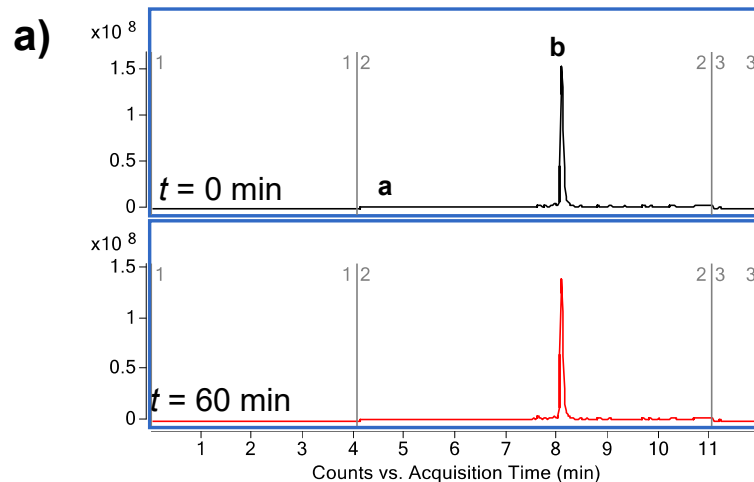 a)
x10 8
1 1 2 2 3 3
b
1.5
1
0.5
a
t = 0 min
0
x10 8
1.5
1 1 2 2 3 3
1
0.5
t = 60 min
0
1 2 3 4 5 6 7 8 9 10 11
Counts vs. Acquisition Time (min)